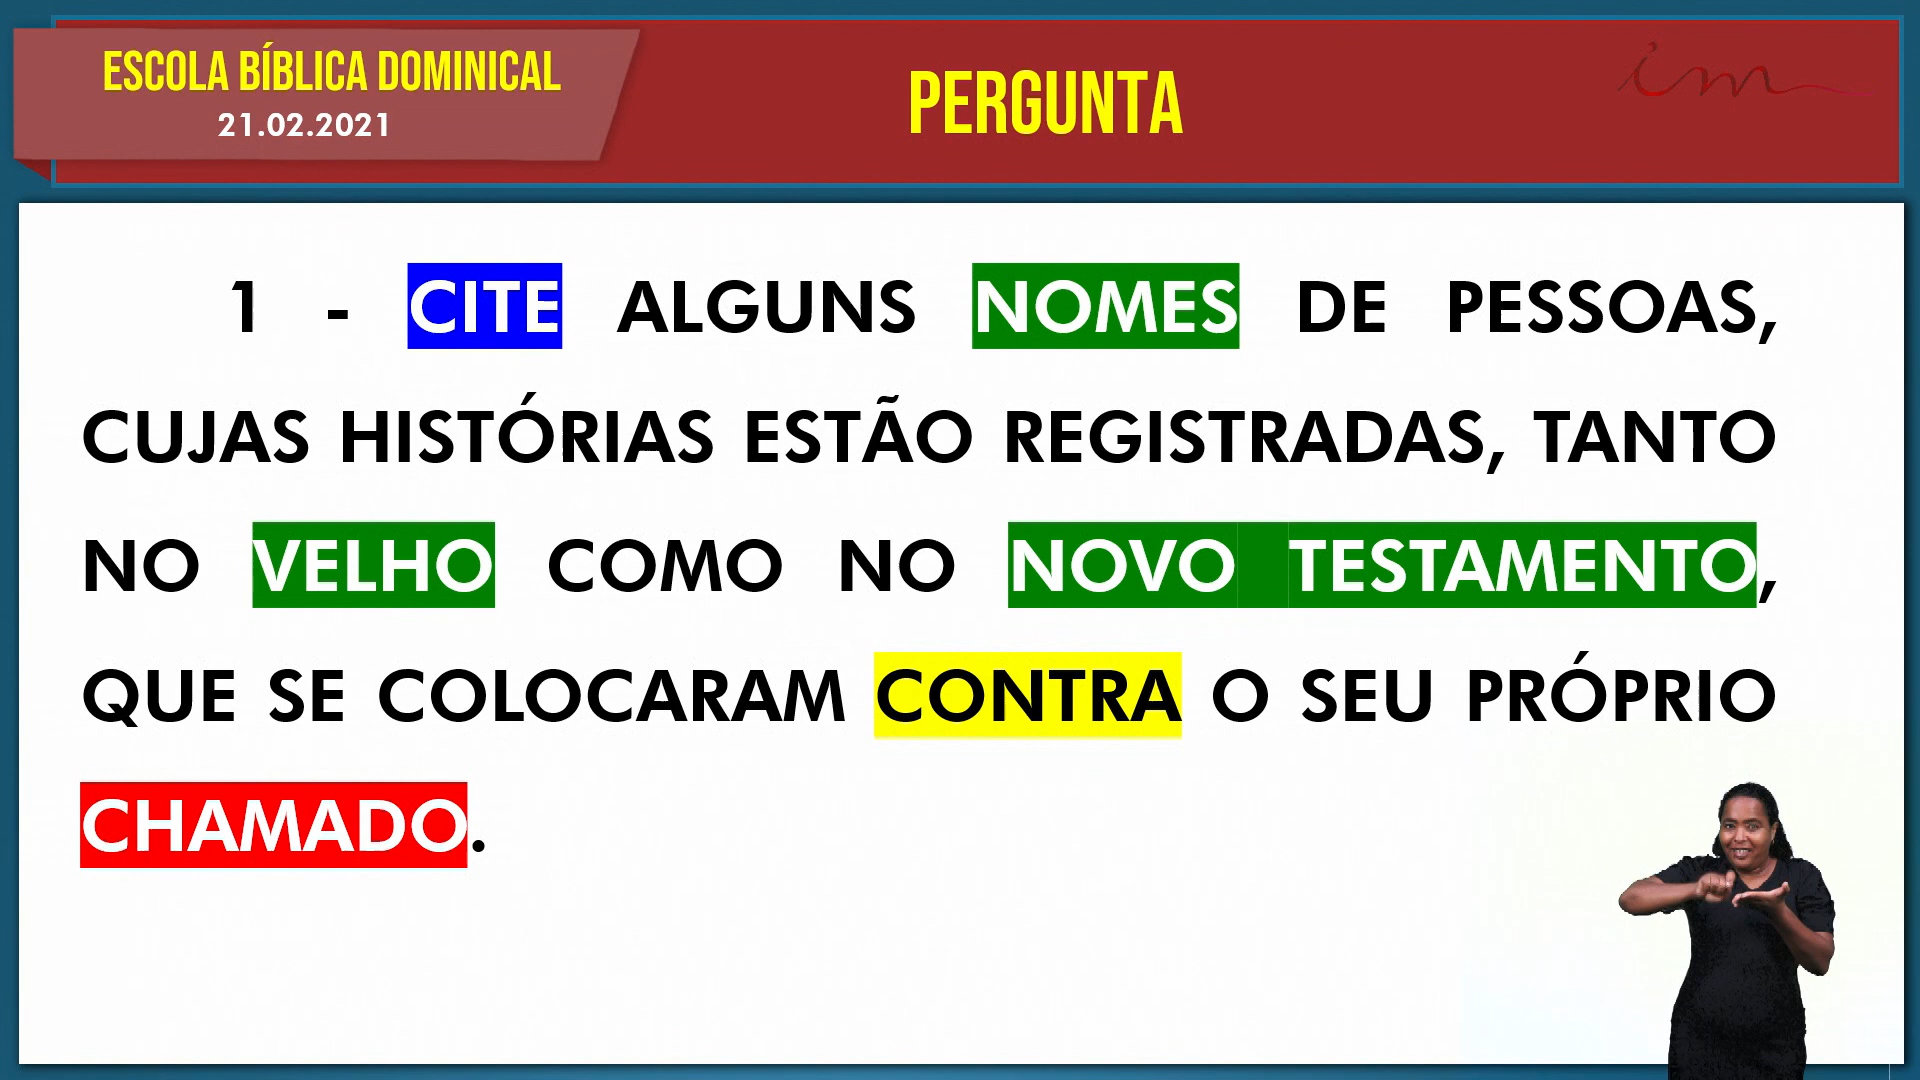 ESCOLA BÍBLICA DOMINICAL
21.02.2021
PERGUNTA
im
1 - CITE ALGUNS NOMES DE PESSOAS,
CUJAS HISTÓRIAS ESTÃO REGISTRADAS, TANTO
NO VELHO COMO NO NOVO TESTAMENTO,
QUE SE COLOCARAM CONTRA O SEU PRÓPRIO
CHAMADO.